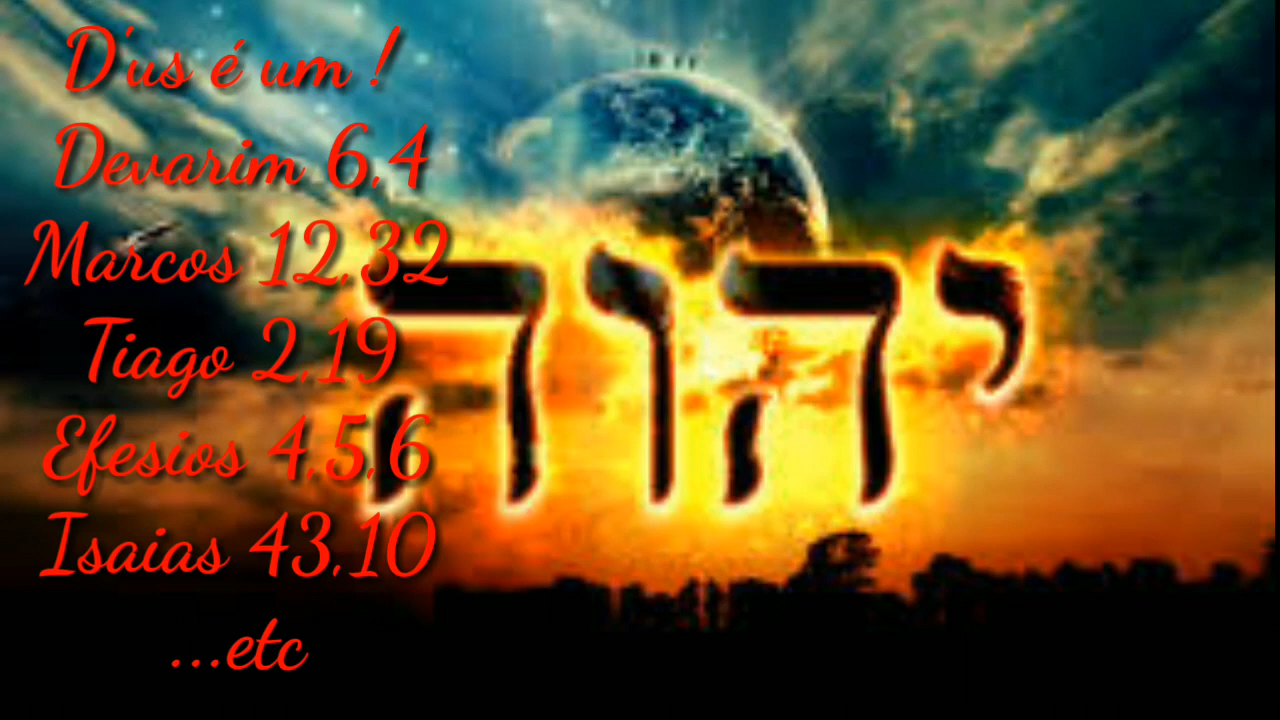 D'us é um !
Devarim 6,4
Marcos 12,32
Tiago 2,19
Efesios 4,5,6
Isaias 43,10
...etc
יהוה